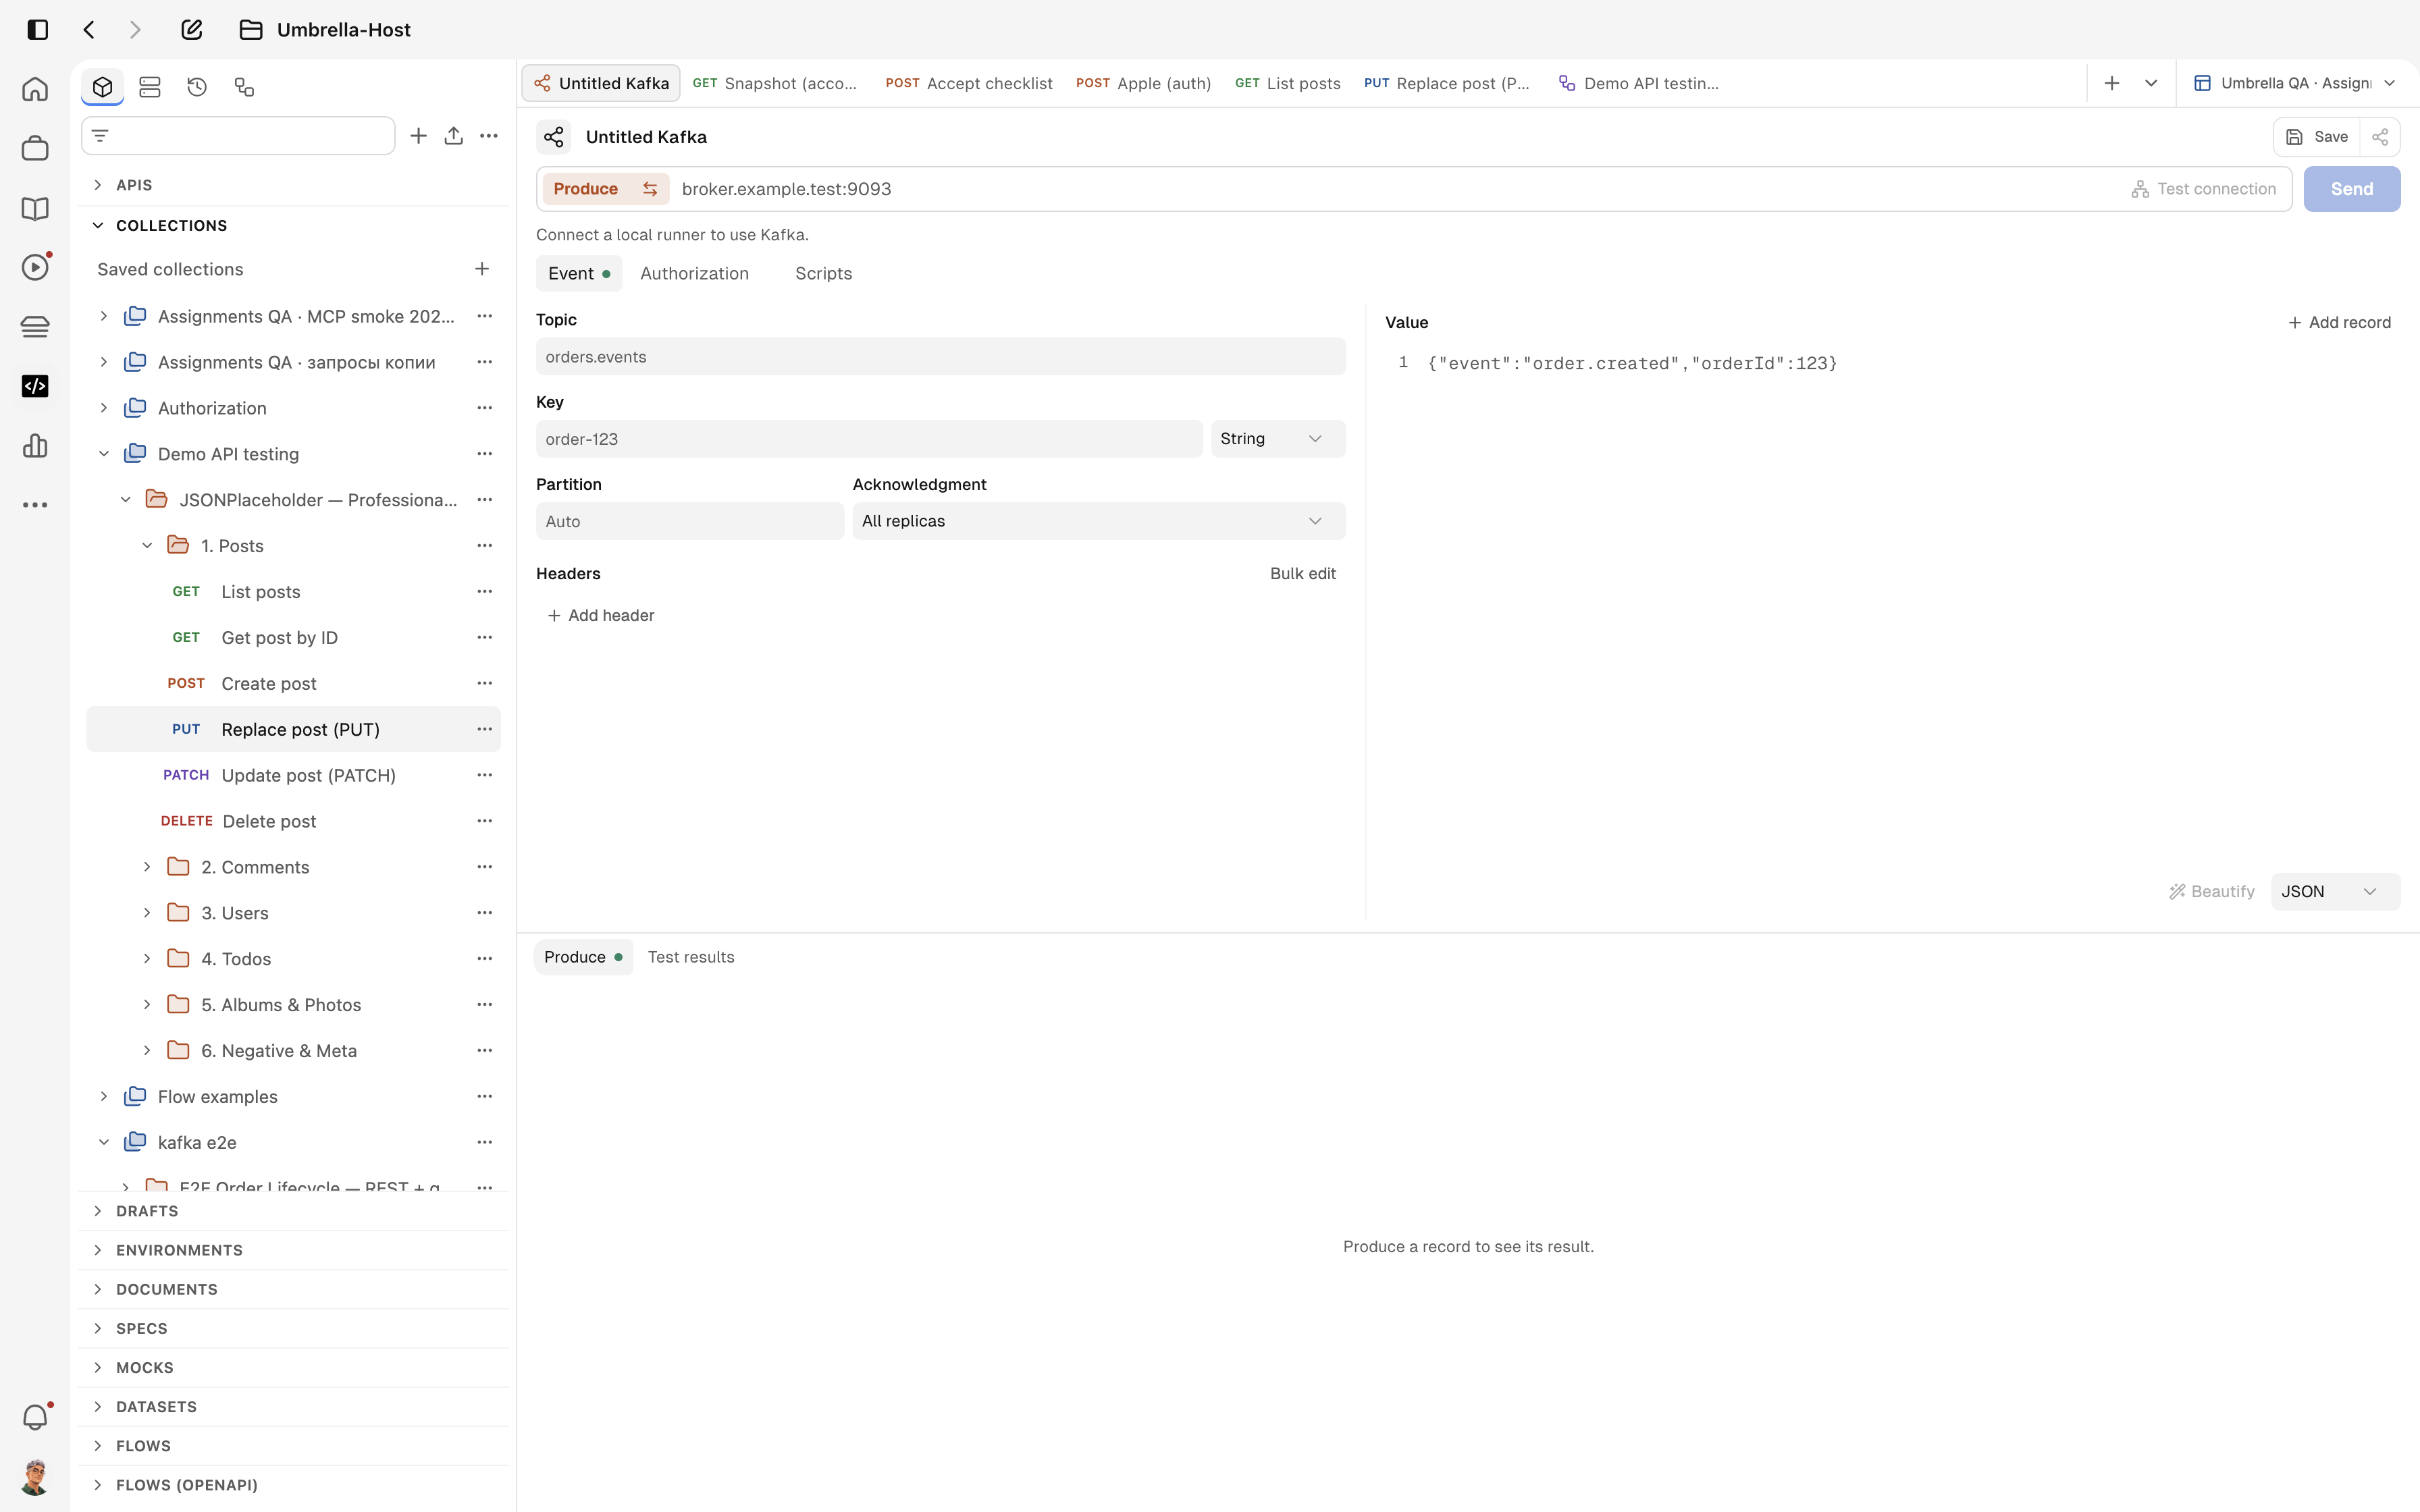 Umbrella-Host
Untitled Kafka
GET Snapshot (acco...
POST Accept checklist
POST Apple (auth)
GET List posts
PUT Replace post (P...
Demo API testin...
Umbrella QA · Assign
APIS
COLLECTIONS
Saved collections
Assignments QA · MCP smoke 202...
Assignments QA · запросы копии
Authorization
Demo API testing
JSONPlaceholder — Professiona...
1. Posts
GET List posts
GET Get post by ID
POST Create post
PUT Replace post (PUT)
PATCH Update post (PATCH)
DELETE Delete post
2. Comments
3. Users
4. Todos
5. Albums & Photos
6. Negative & Meta
Flow examples
kafka e2e
E2E Order Lifecycle — REST + g
DRAFTS
ENVIRONMENTS
DOCUMENTS
SPECS
MOCKS
DATASETS
FLOWS
FLOWS (OPENAPI)
Untitled Kafka
Save
Produce broker.example.test:9093 Test connection
Send
Connect a local runner to use Kafka.
Event Authorization Scripts
Topic
orders.events
Key
order-123 String
Partition Acknowledgment
Auto All replicas
Headers Bulk edit
Add header
Value Add record
1 {"event":"order.created","orderId":123}
Beautify JSON
Produce Test results
Produce a record to see its result.